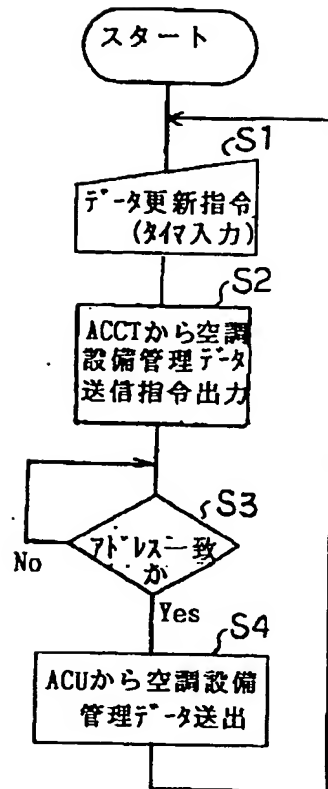 スタート
S1
データ更新指令
(タイマ入力)
S2
ACCTから空調
設備管理データ
送信指令出力
S3
アドレス一致
か
No
Yes
S4
ACUから空調設備
管理データ送出